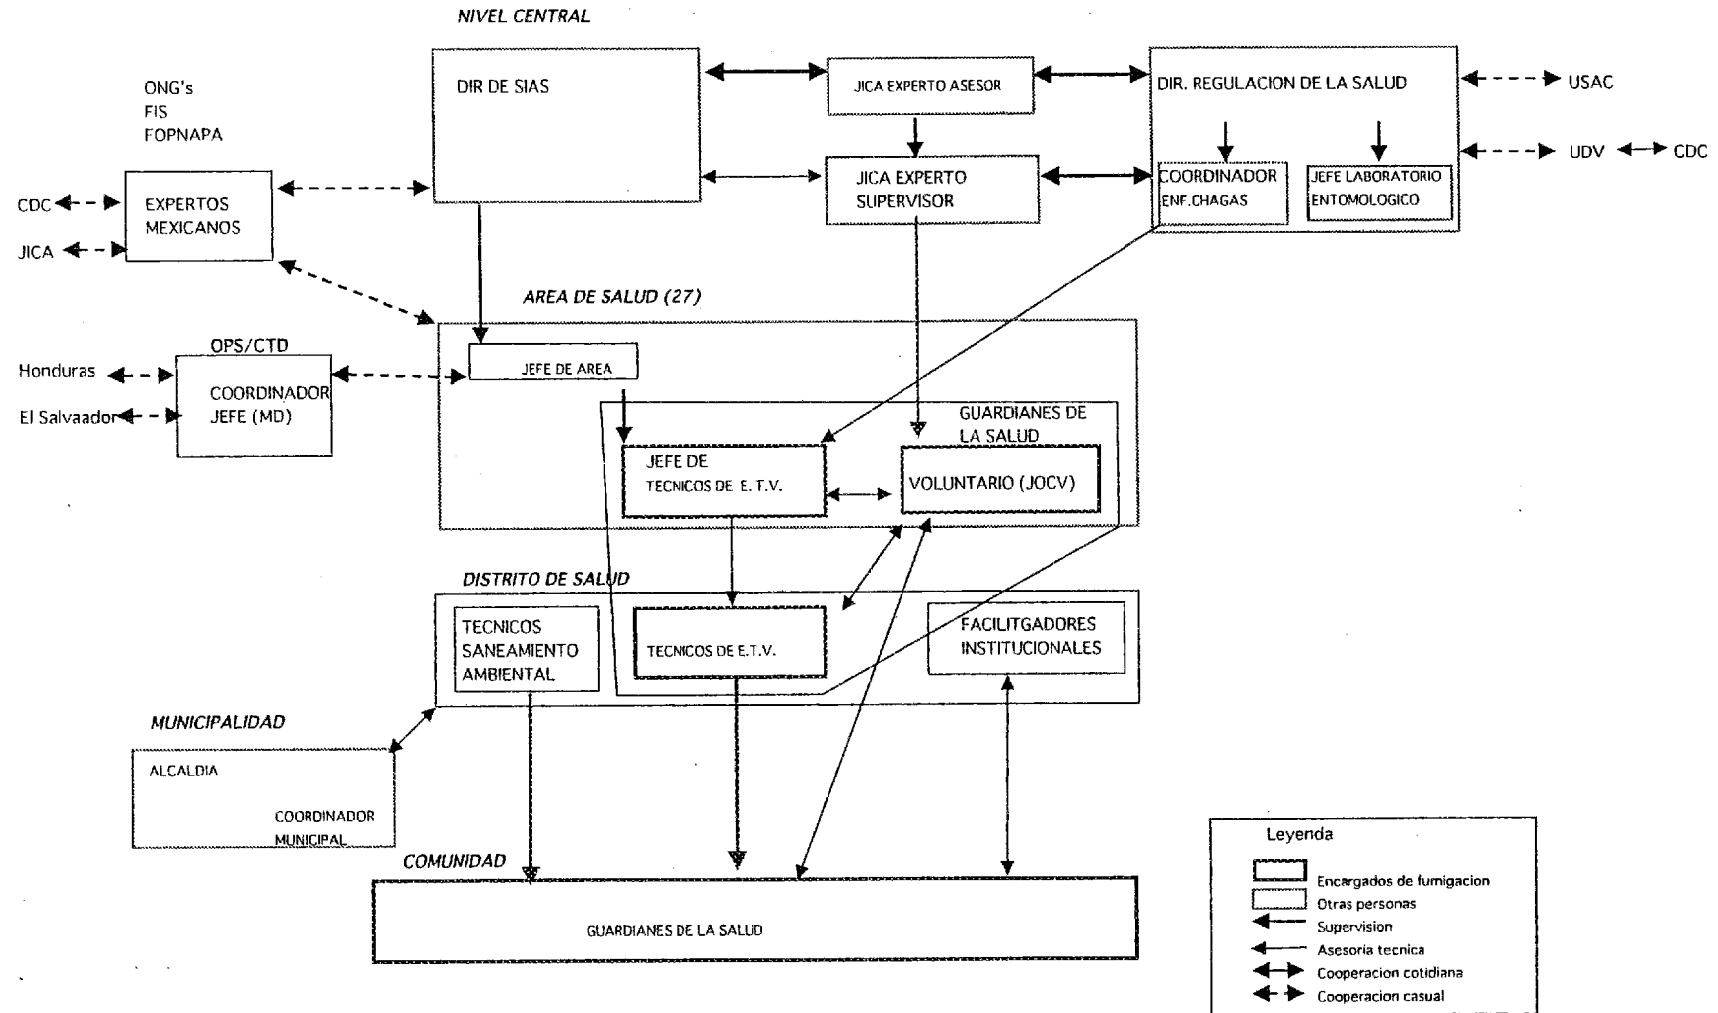 NIVEL CENTRAL
ONG's
FIS
FOPNAPA
DIR DE SIAS
JICA EXPERTO ASESOR
DIR. REGULACION DE LA SALUD
USAC
UDV
CDC
JICA EXPERTO
SUPERVISOR
COORDINADOR
ENF.CHAGAS
JEFE LABORATORIO
ENTOMOLOGICO
CDC
JICA
EXPERTOS
MEXICANOS
AREA DE SALUD (27)
OPS/CTD
Honduras
El Salvaador
COORDINADOR
JEFE (MD)
JEFE DE AREA
GUARDIANES DE
LA SALUD
JEFE DE
TECNICOS DE E. T.V.
VOLUNTARIO (JOCV)
DISTRITO DE SALUD
TECNICOS
SANEAMIENTO
AMBIENTAL
TECNICOS DE E.T.V.
FACILITGADORES
INSTITUCIONALES
MUNICIPALIDAD
ALCALDIA
COORDINADOR
MUNICIPAL
COMUNIDAD
GUARDIANES DE LA SALUD
Leyenda
Encargados de fumigacion
Otras personas
Supervision
Asesoria tecnica
Cooperacion cotidiana
Cooperacion casual